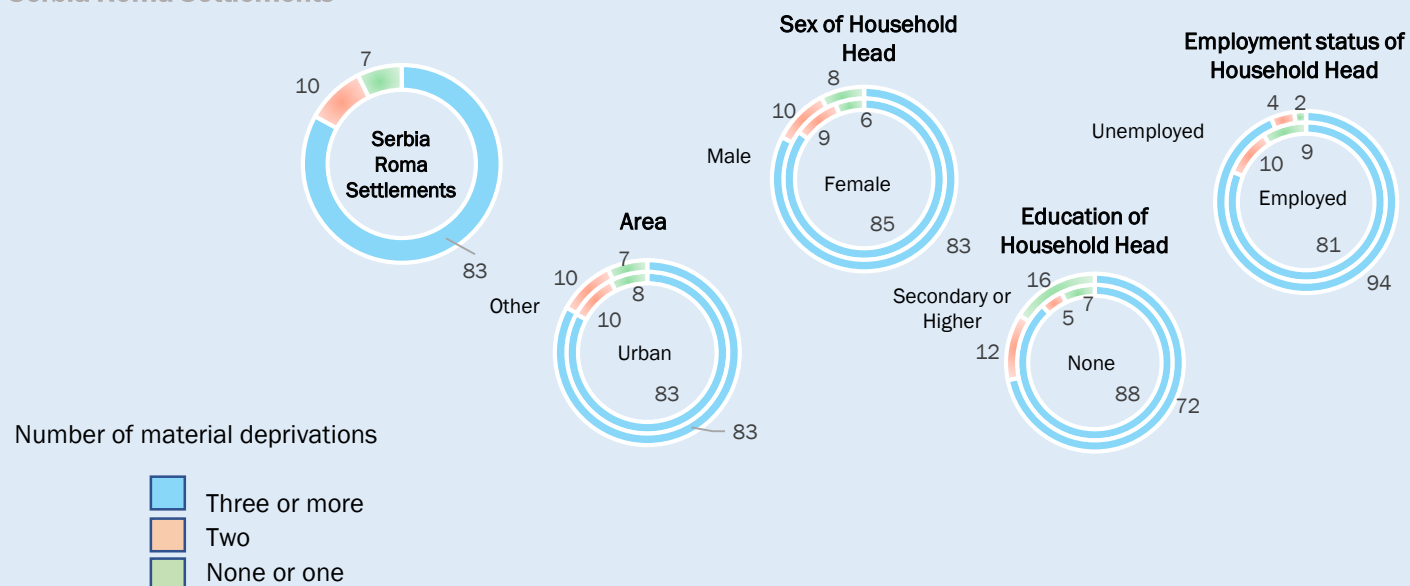 Serbia Roma Settlements
10
7
Serbia
Roma
Settlements
83
Area
Other
10
7
10
8
Urban
83
83
Sex of Household
Head
Male
10
8
9
6
Female
85
83
Education of
Household Head
Secondary or
Higher
16
12
5
7
None
88
72
Employment status of
Household Head
Unemployed
4
2
10
9
Employed
81
94
Number of material deprivations
Three or more
Two
None or one